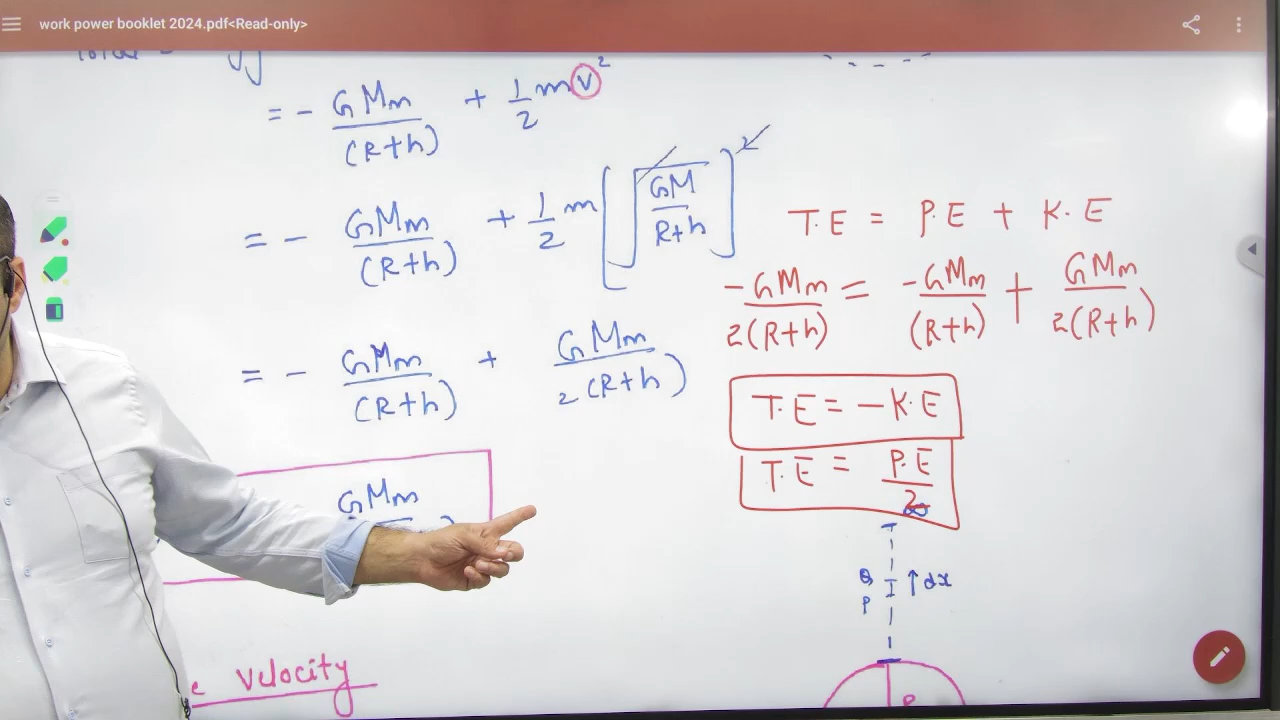 work power booklet 2024.pdf<Read-only>
= - GMm/(R+h) + 1/2 mv²
= - GMm/(R+h) + 1/2 m[√(GM/R+h)]²
= - GMm/(R+h) + GMm/2(R+h)
GMm
velocity
T.E = P.E + K.E
-GMm/2(R+h) = -GMm/(R+h) + GMm/2(R+h)
T.E = -K.E
T.E = P.E/2
∞
Q
↑dx
P
R